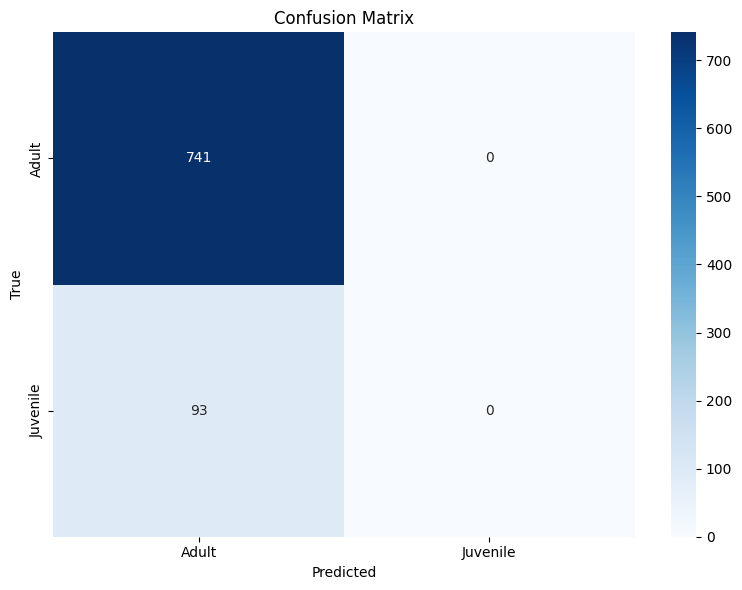 Confusion Matrix
Adult
Juvenile
True
741
0
93
0
Adult
Juvenile
Predicted
700
600
500
400
300
200
100
0